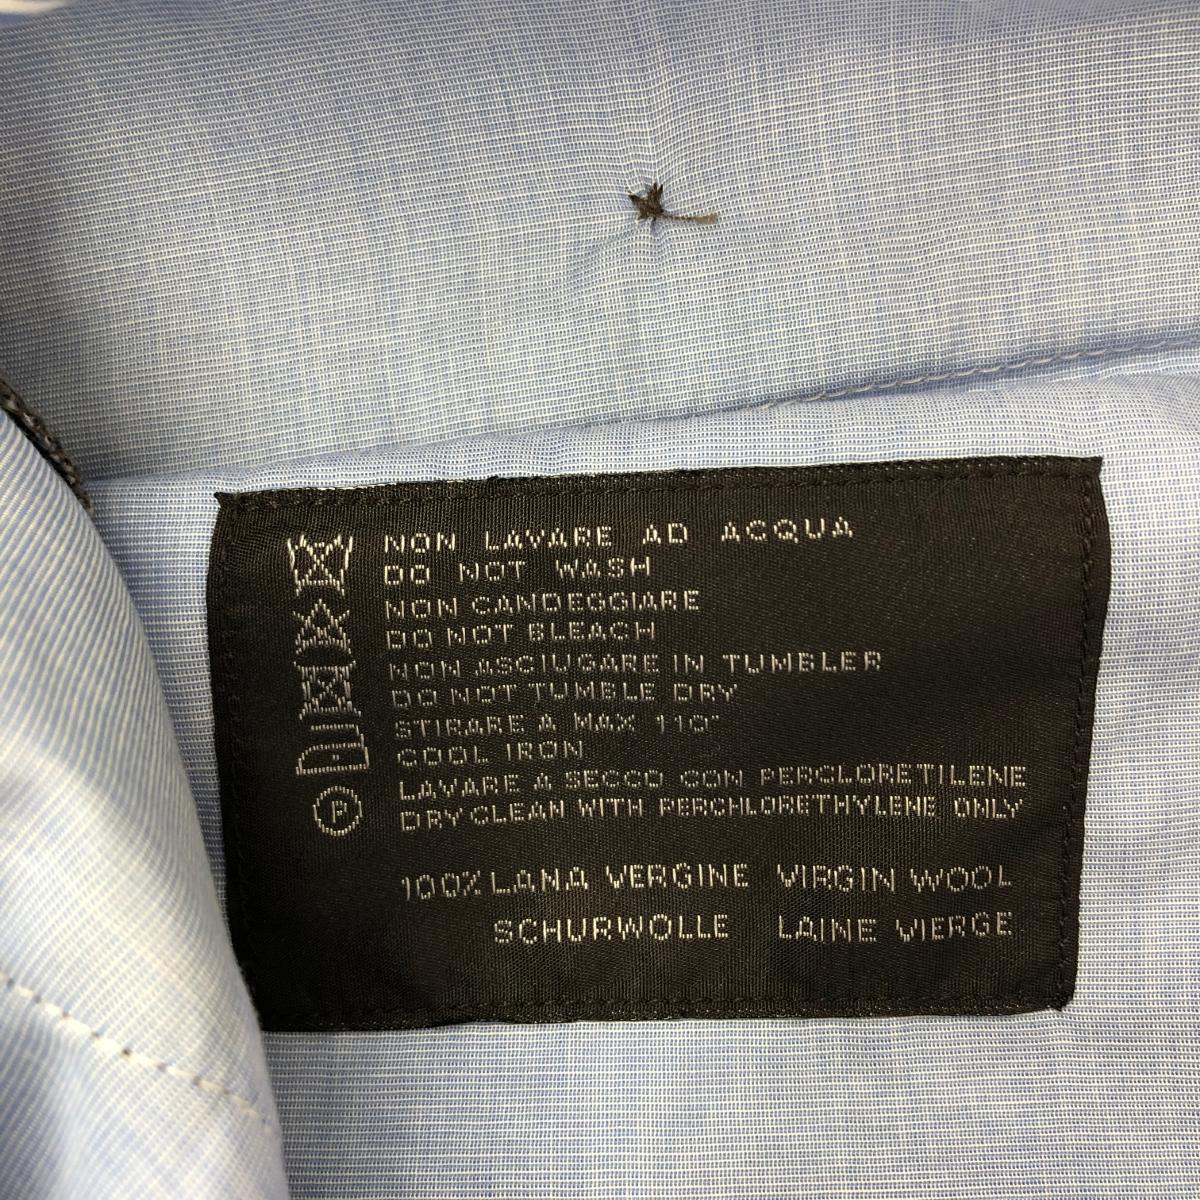 NON LAVARE AD ACQUA
DO NOT WASH
NON CANDEGGIARE
DO NOT BLEACH
NON ASCIUGARE IN TUMBLER
DO NOT TUMBLE DRY
STIRARE A MAX 110°
COOL IRON
LAVARE A SECCO CON PERCLORETILENE
DRY CLEAN WITH PERCHLORETHYLENE ONLY
P
100% LANA VERGINE VIRGIN WOOL
SCHURWOLLE LAINE VIERGE